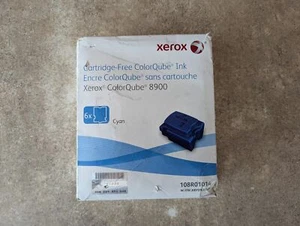 xerox
Cartridge-Free ColorQube® Ink
Encre ColorQube® sans cartouche
Xerox® ColorQube® 8900
6x
Cyan
108R01014